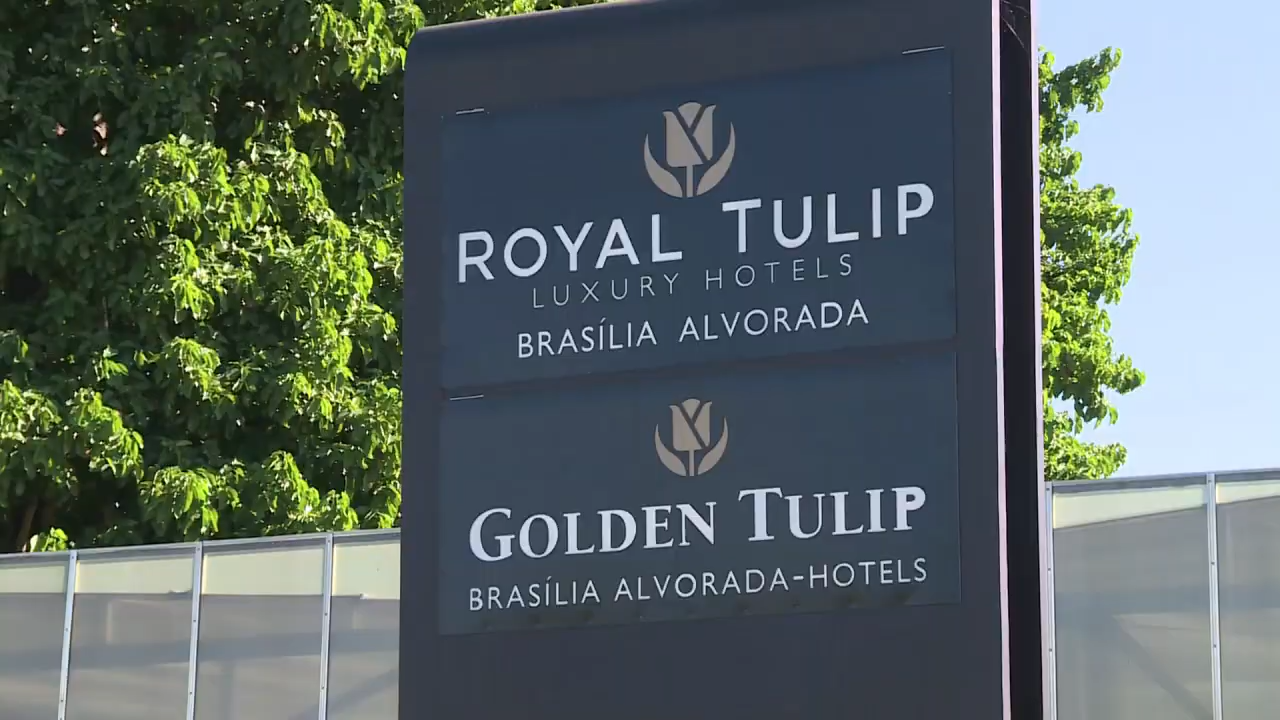 ROYAL TULIP
LUXURY HOTELS
BRASÍLIA ALVORADA
GOLDEN TULIP
BRASÍLIA ALVORADA-HOTELS